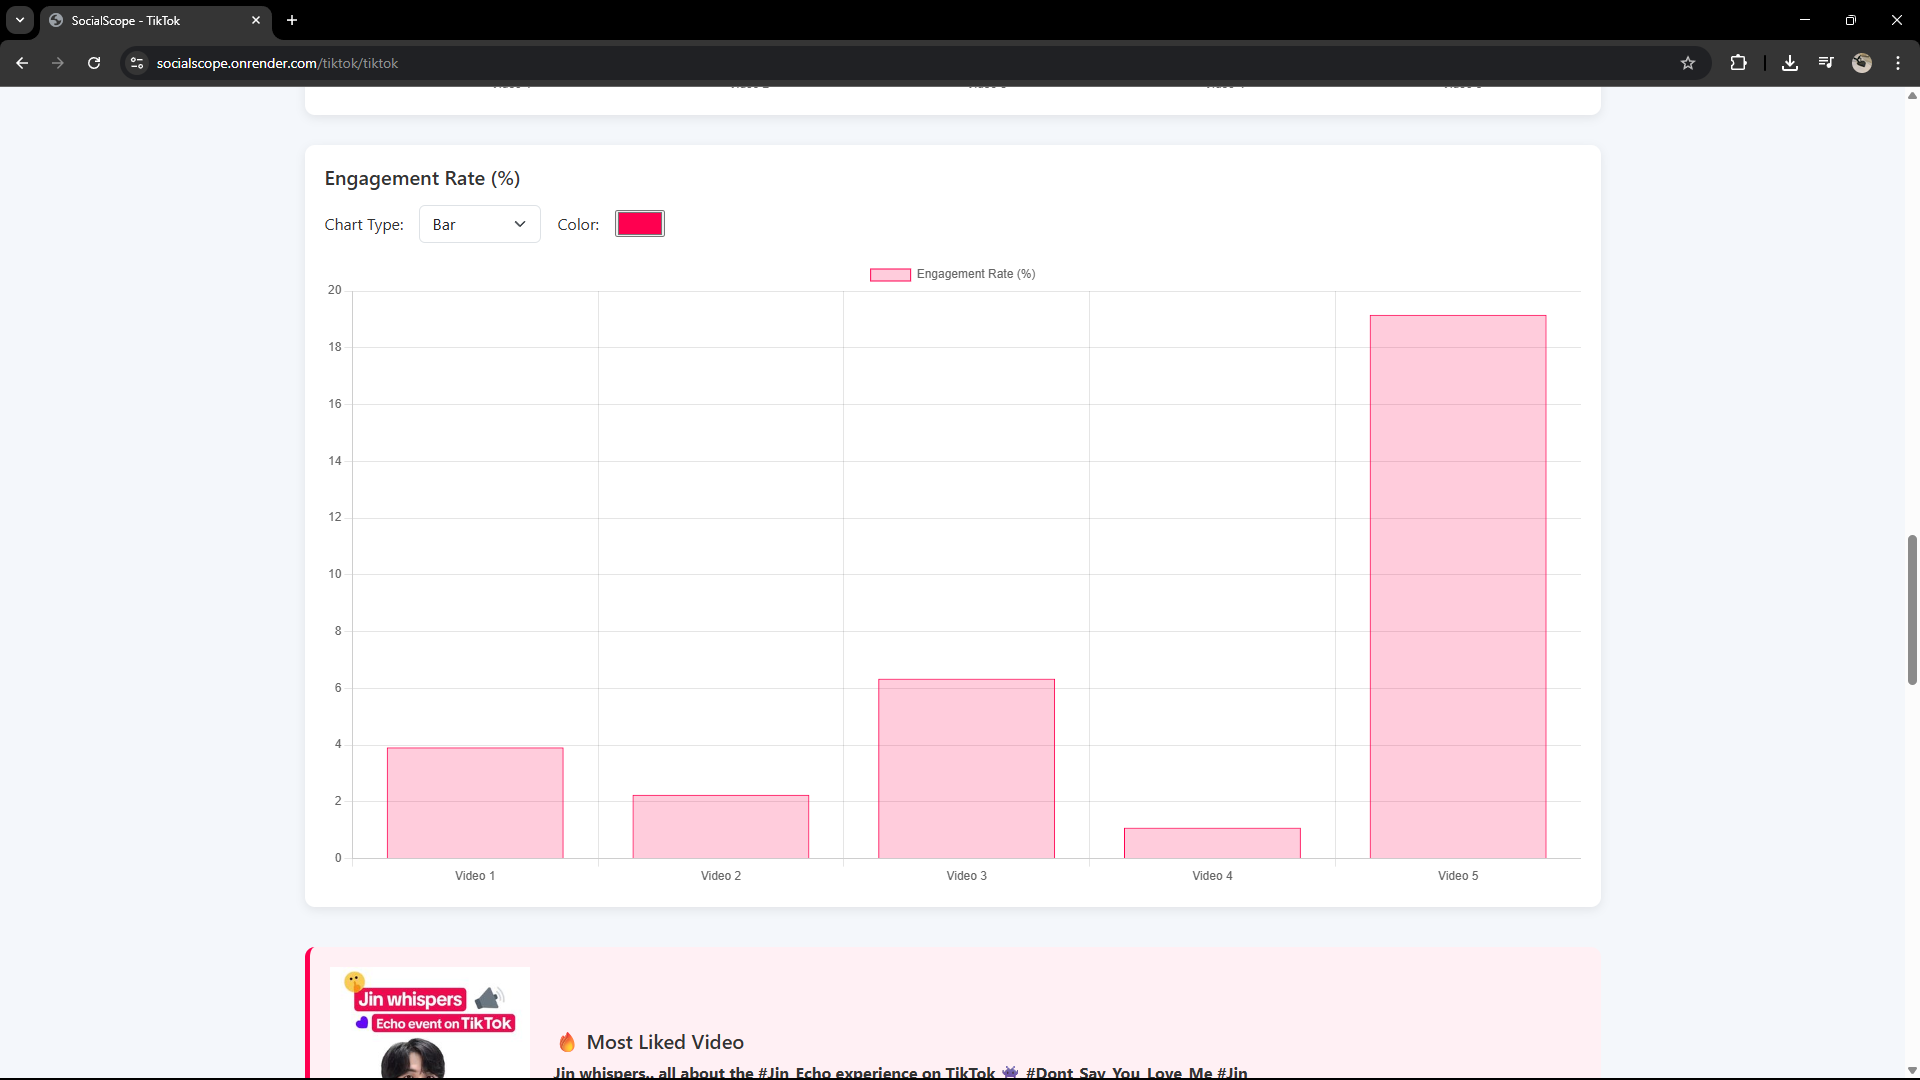 SocialScope - TikTok
socialscope.onrender.com/tiktok/tiktok
Engagement Rate (%)
Chart Type:
Bar
Color:
Engagement Rate (%)
20
18
16
14
12
10
8
6
4
2
0
Video 1
Video 2
Video 3
Video 4
Video 5
Jin whispers
Echo event on TikTok
🔥 Most Liked Video
Jin whispers.. all about the #Jin_Echo experience on TikTok 👾 #Dont_Say_You_Love_Me #Jin